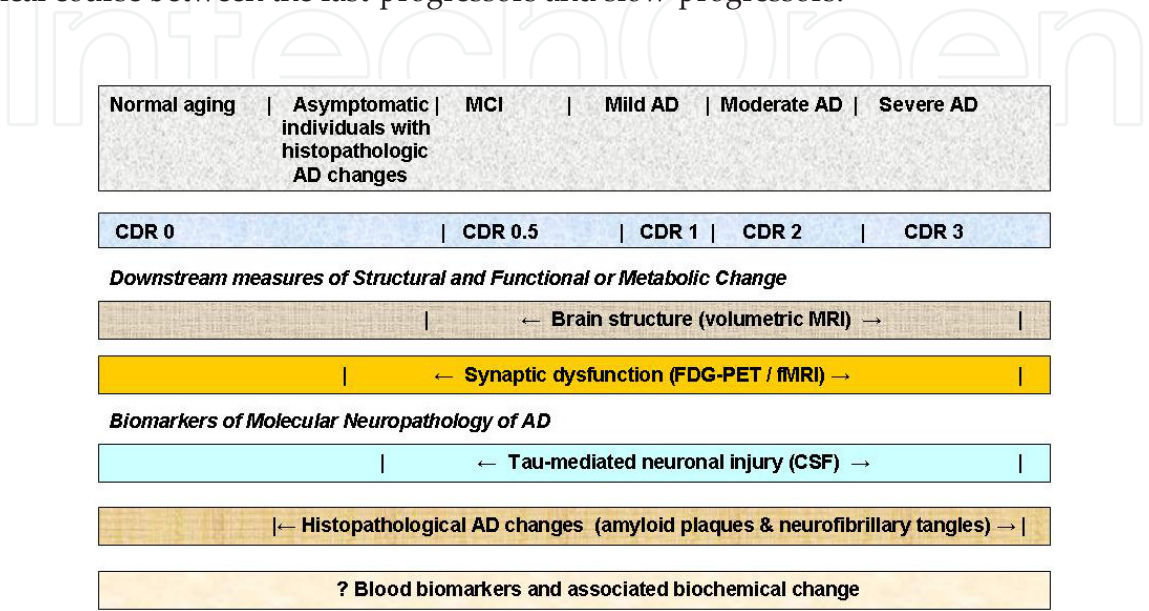 ical course between the fast progressors and slow progressors.
IntechOpen
Normal aging | Asymptomatic | MCI | Mild AD | Moderate AD | Severe AD
individuals with
histopathologic
AD changes
CDR 0 | CDR 0.5 | CDR 1 | CDR 2 | CDR 3
Downstream measures of Structural and Functional or Metabolic Change
| ← Brain structure (volumetric MRI) → |
| ← Synaptic dysfunction (FDG-PET / fMRI) → |
Biomarkers of Molecular Neuropathology of AD
| ← Tau-mediated neuronal injury (CSF) → |
|← Histopathological AD changes (amyloid plaques & neurofibrillary tangles) → |
? Blood biomarkers and associated biochemical change